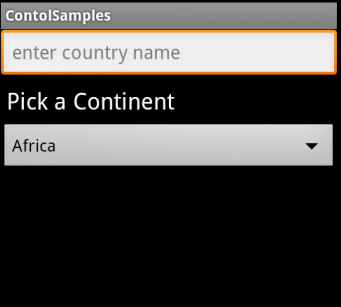 ContolSamples
enter country name
Pick a Continent
Africa